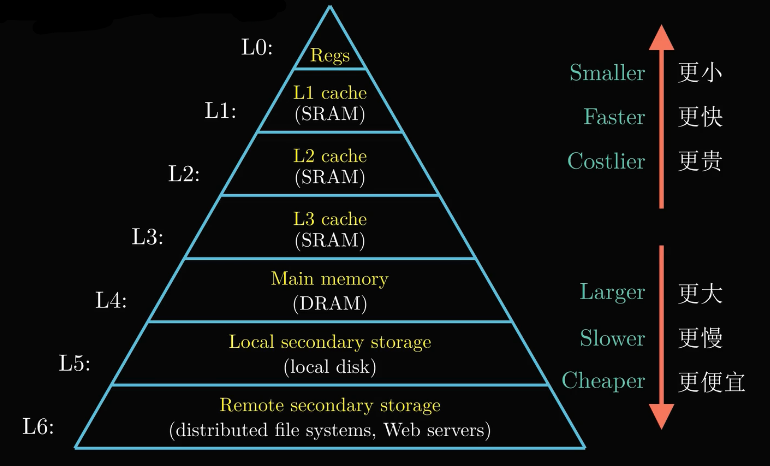 L0:
Regs
L1:
L1 cache
(SRAM)
L2:
L2 cache
(SRAM)
L3:
L3 cache
(SRAM)
L4:
Main memory
(DRAM)
L5:
Local secondary storage
(local disk)
L6:
Remote secondary storage
(distributed file systems, Web servers)
Smaller 更小
Faster 更快
Costlier 更贵
Larger 更大
Slower 更慢
Cheaper 更便宜